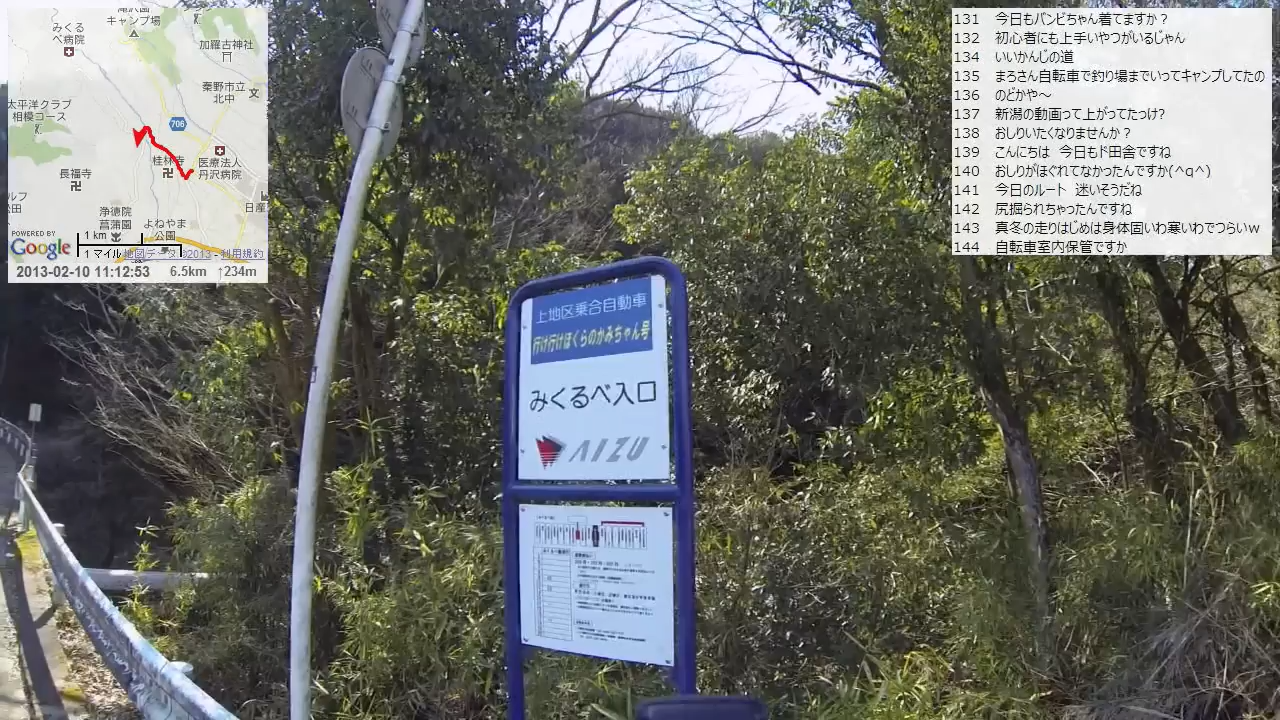 滝沢園
キャンプ場
みくる
べ病院
加羅古神社
秦野市立
北中
太平洋クラブ
相模コース
706
桂林寺
医療法人
丹沢病院
長福寺
浄徳院
菖蒲園
よねやま
公園
日産
POWERED BY
Google
1 km
1 マイル
地図データ ©2013 - 利用規約
2013-02-10 11:12:53 6.5km ↑234m
131 今日もバンビちゃん着てますか？
132 初心者にも上手いやつがいるじゃん
134 いいかんじの道
135 まろさん自転車で釣り場までいってキャンプしてたの
136 のどかや～
137 新潟の動画って上がってたっけ?
138 おしりいたくなりませんか？
139 こんにちは 今日もド田舎ですね
140 おしりがほぐれてなかったんですか(^q^)
141 今日のルート 迷いそうだね
142 尻掘られちゃったんですね
143 真冬の走りはじめは身体固いわ寒いわでつらいw
144 自転車室内保管ですか
上地区乗合自動車
行け行けぼくらのかみちゃん号
みくるべ入口
AIZU